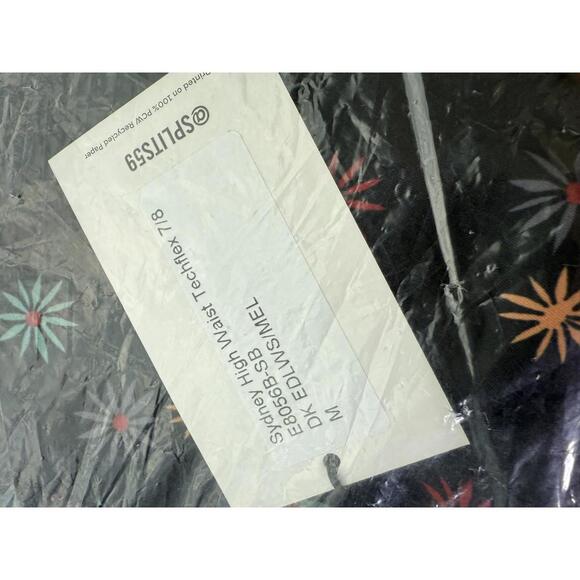 Printed on 100% PCW Recycled Paper
@SPLITS59
Sydney High Waist Techflex 7/8
E8056B-SB
DK EDLWS/MEL
M